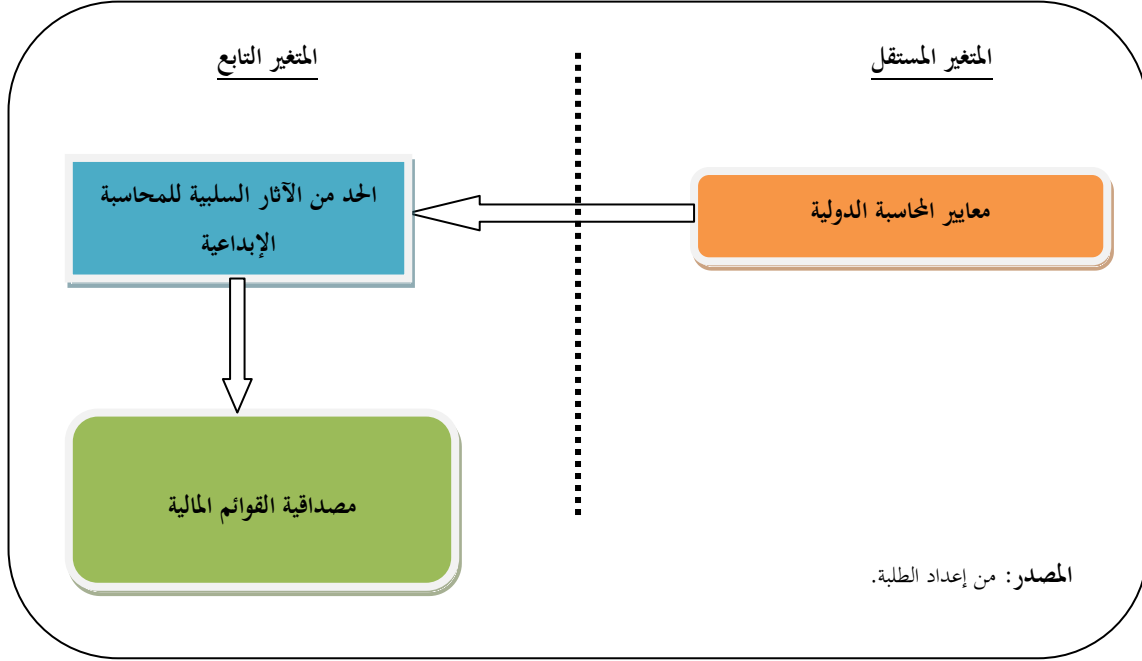 المتغير المستقل
المتغير التابع
معايير المحاسبة الدولية
الحد من الآثار السلبية للمحاسبة
الإبداعية
مصداقية القوائم المالية
المصدر: من إعداد الطلبة.